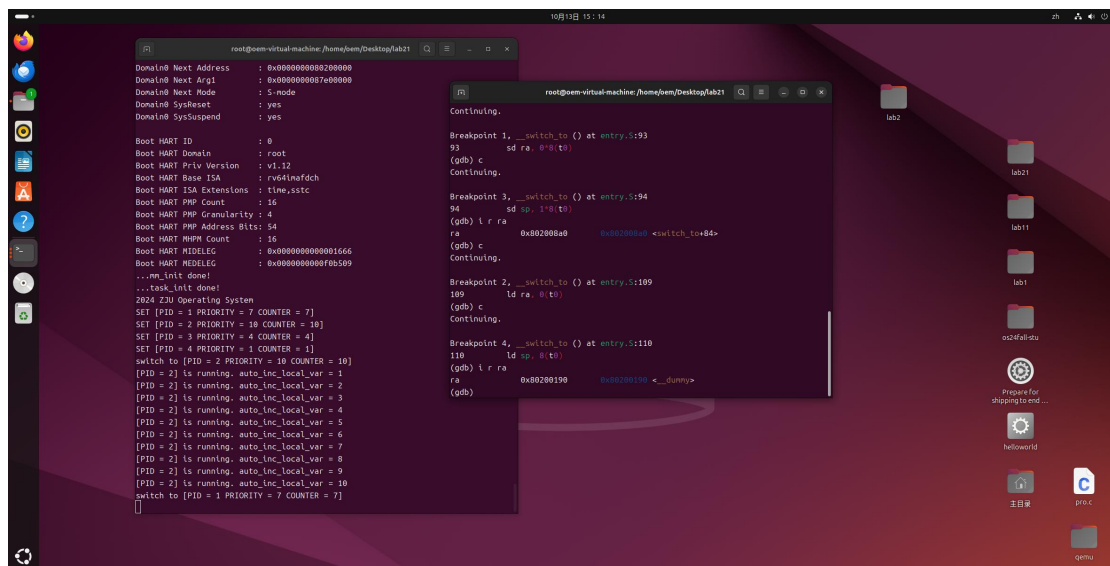 10月13日 15：14
zh
root@oem-virtual-machine: /home/oem/Desktop/lab21
Domain0 Next Address      : 0x0000000080200000
Domain0 Next Arg1         : 0x0000000087e00000
Domain0 Next Mode         : S-mode
Domain0 SysReset          : yes
Domain0 SysSuspend        : yes
Boot HART ID              : 0
Boot HART Domain          : root
Boot HART Priv Version    : v1.12
Boot HART Base ISA        : rv64imafdch
Boot HART ISA Extensions  : time,sstc
Boot HART PMP Count       : 16
Boot HART PMP Granularity : 4
Boot HART PMP Address Bits: 54
Boot HART MHPM Count      : 16
Boot HART MIDELEG         : 0x0000000000001666
Boot HART MEDELEG         : 0x0000000000f0b509
...mm_init done!
...task_init done!
2024 ZJU Operating System
SET [PID = 1 PRIORITY = 7 COUNTER = 7]
SET [PID = 2 PRIORITY = 10 COUNTER = 10]
SET [PID = 3 PRIORITY = 4 COUNTER = 4]
SET [PID = 4 PRIORITY = 1 COUNTER = 1]
switch to [PID = 2 PRIORITY = 10 COUNTER = 10]
[PID = 2] is running. auto_inc_local_var = 1
[PID = 2] is running. auto_inc_local_var = 2
[PID = 2] is running. auto_inc_local_var = 3
[PID = 2] is running. auto_inc_local_var = 4
[PID = 2] is running. auto_inc_local_var = 5
[PID = 2] is running. auto_inc_local_var = 6
[PID = 2] is running. auto_inc_local_var = 7
[PID = 2] is running. auto_inc_local_var = 8
[PID = 2] is running. auto_inc_local_var = 9
[PID = 2] is running. auto_inc_local_var = 10
switch to [PID = 1 PRIORITY = 7 COUNTER = 7]
root@oem-virtual-machine: /home/oem/Desktop/lab21
Continuing.
Breakpoint 1, __switch_to () at entry.S:93
93          sd ra, 0*8(t0)
(gdb) c
Continuing.
Breakpoint 3, __switch_to () at entry.S:94
94          sd sp, 1*8(t0)
(gdb) i r ra
ra             0x802008a0       0x802008a0 <switch_to+84>
(gdb) c
Continuing.
Breakpoint 2, __switch_to () at entry.S:109
109         ld ra, 0(t0)
(gdb) c
Continuing.
Breakpoint 4, __switch_to () at entry.S:110
110         ld sp, 8(t0)
(gdb) i r ra
ra             0x80200190       0x80200190 <__dummy>
(gdb)
lab2
lab21
lab11
lab1
os24fall-stu
Prepare for
shipping to end ...
helloworld
主目录
pro.c
qemu